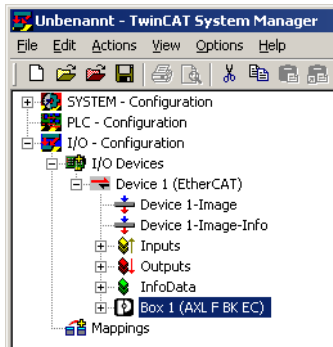 Unbenannt - TwinCAT System Manager
File Edit Actions View Options Help
SYSTEM - Configuration
PLC - Configuration
I/O - Configuration
I/O Devices
Device 1 (EtherCAT)
Device 1-Image
Device 1-Image-Info
Inputs
Outputs
InfoData
Box 1 (AXL F BK EC)
Mappings